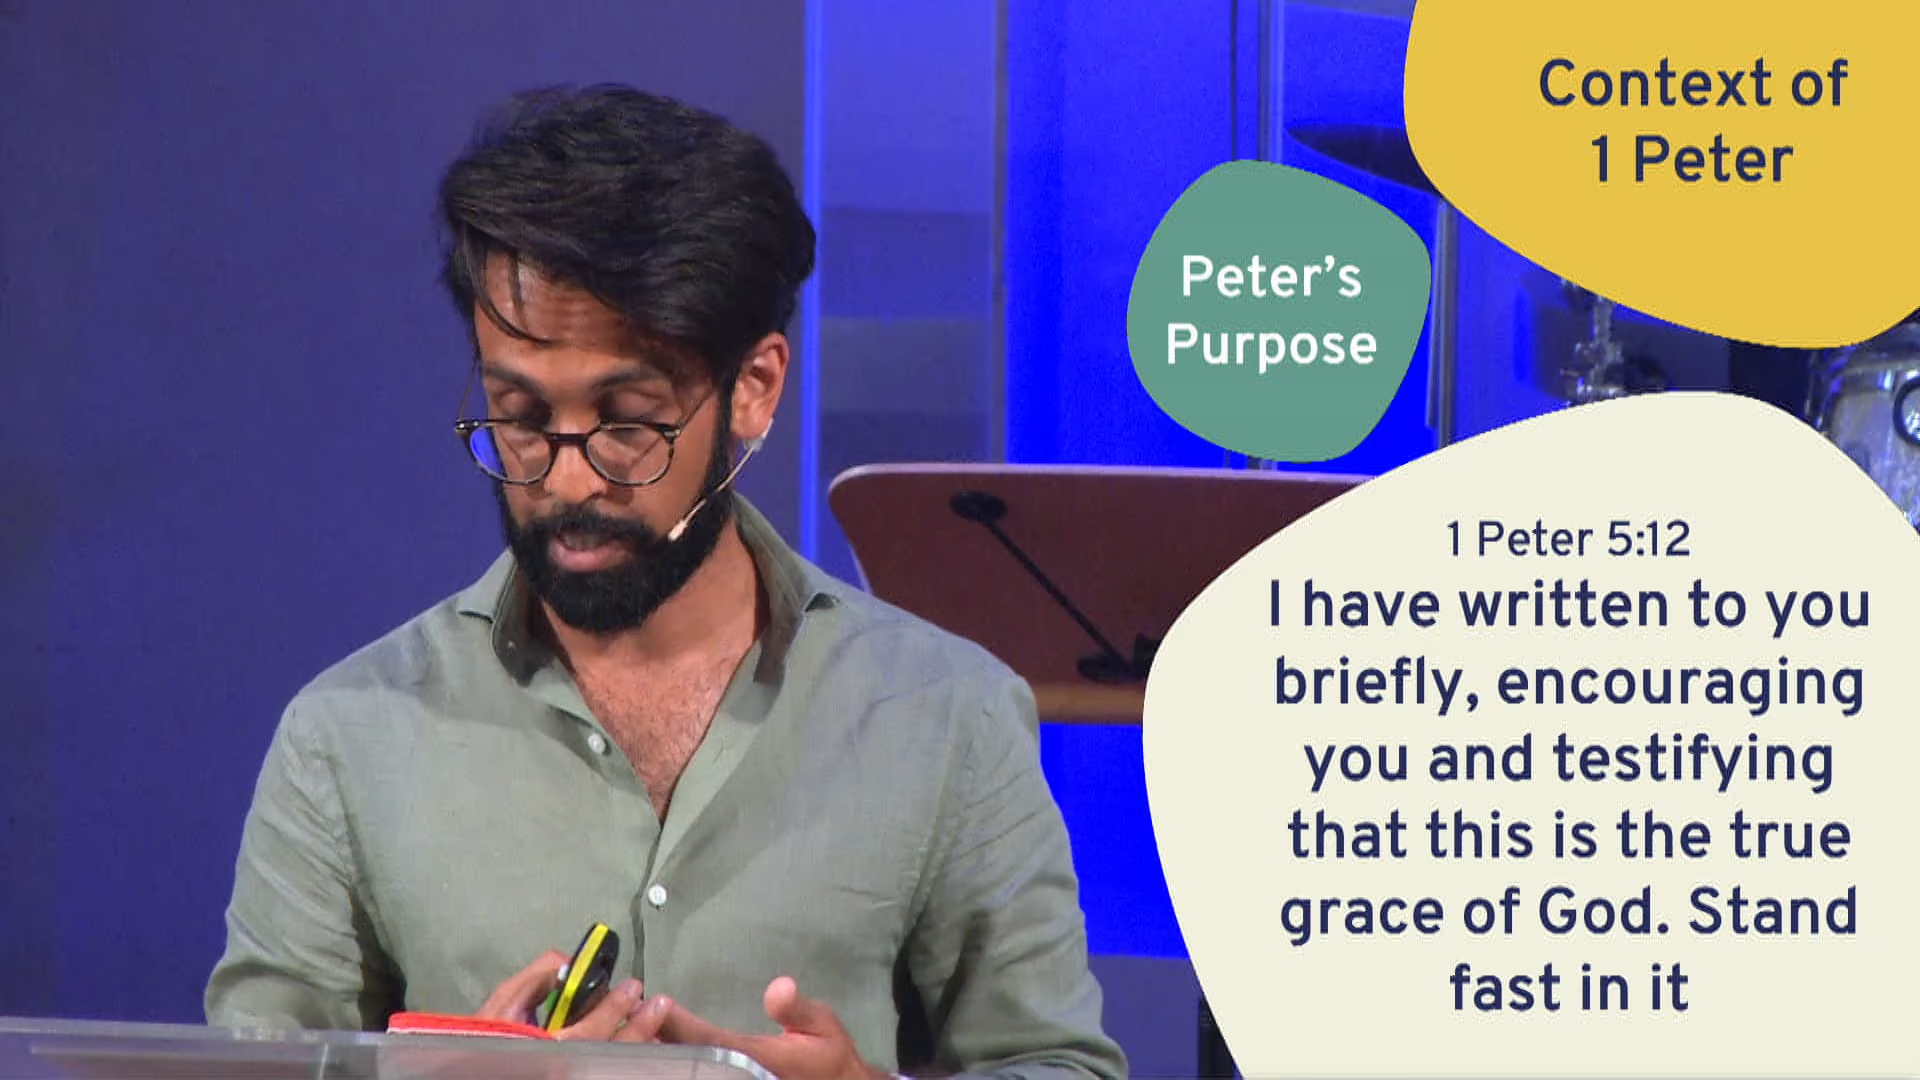 Context of
1 Peter
Peter's
Purpose
1 Peter 5:12
I have written to you
briefly, encouraging
you and testifying
that this is the true
grace of God. Stand
fast in it